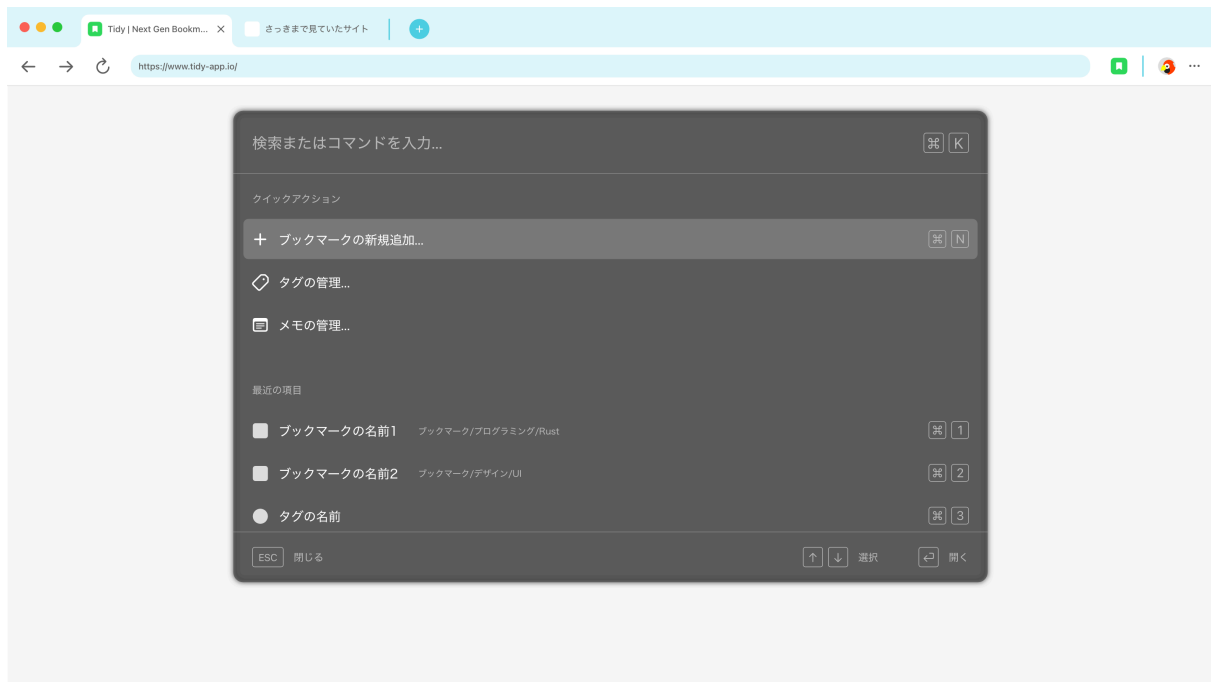 Tidy | Next Gen Bookm...
さっきまで見ていたサイト
https://www.tidy-app.io/
検索またはコマンドを入力... ⌘ K
クイックアクション
ブックマークの新規追加... ⌘ N
タグの管理...
メモの管理...
最近の項目
ブックマークの名前1 ブックマーク/プログラミング/Rust ⌘ 1
ブックマークの名前2 ブックマーク/デザイン/UI ⌘ 2
タグの名前 ⌘ 3
ESC 閉じる ↑ ↓ 選択 ↩ 開く